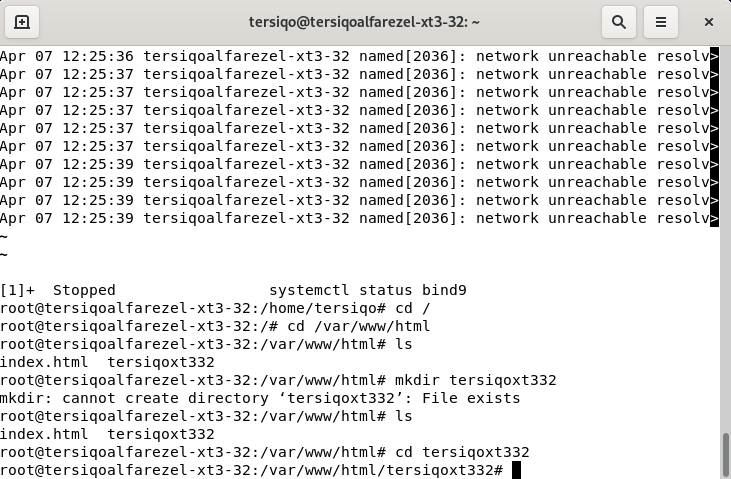 tersiqo@tersiqoalfarezel-xt3-32: ~
Apr 07 12:25:36 tersiqoalfarezel-xt3-32 named[2036]: network unreachable resolv>
Apr 07 12:25:37 tersiqoalfarezel-xt3-32 named[2036]: network unreachable resolv>
Apr 07 12:25:37 tersiqoalfarezel-xt3-32 named[2036]: network unreachable resolv>
Apr 07 12:25:37 tersiqoalfarezel-xt3-32 named[2036]: network unreachable resolv>
Apr 07 12:25:37 tersiqoalfarezel-xt3-32 named[2036]: network unreachable resolv>
Apr 07 12:25:37 tersiqoalfarezel-xt3-32 named[2036]: network unreachable resolv>
Apr 07 12:25:39 tersiqoalfarezel-xt3-32 named[2036]: network unreachable resolv>
Apr 07 12:25:39 tersiqoalfarezel-xt3-32 named[2036]: network unreachable resolv>
Apr 07 12:25:39 tersiqoalfarezel-xt3-32 named[2036]: network unreachable resolv>
Apr 07 12:25:39 tersiqoalfarezel-xt3-32 named[2036]: network unreachable resolv>
~
~
[1]+  Stopped                 systemctl status bind9
root@tersiqoalfarezel-xt3-32:/home/tersiqo# cd /
root@tersiqoalfarezel-xt3-32:/# cd /var/www/html
root@tersiqoalfarezel-xt3-32:/var/www/html# ls
index.html  tersiqoxt332
root@tersiqoalfarezel-xt3-32:/var/www/html# mkdir tersiqoxt332
mkdir: cannot create directory ‘tersiqoxt332’: File exists
root@tersiqoalfarezel-xt3-32:/var/www/html# ls
index.html  tersiqoxt332
root@tersiqoalfarezel-xt3-32:/var/www/html# cd tersiqoxt332
root@tersiqoalfarezel-xt3-32:/var/www/html/tersiqoxt332#